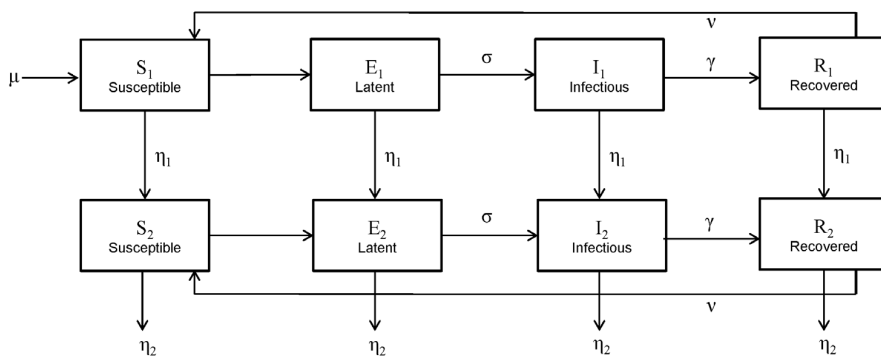 ν
μ
S₁
Susceptible
E₁
Latent
σ
I₁
Infectious
γ
R₁
Recovered
η₁
η₁
η₁
η₁
S₂
Susceptible
E₂
Latent
σ
I₂
Infectious
γ
R₂
Recovered
ν
η₂
η₂
η₂
η₂